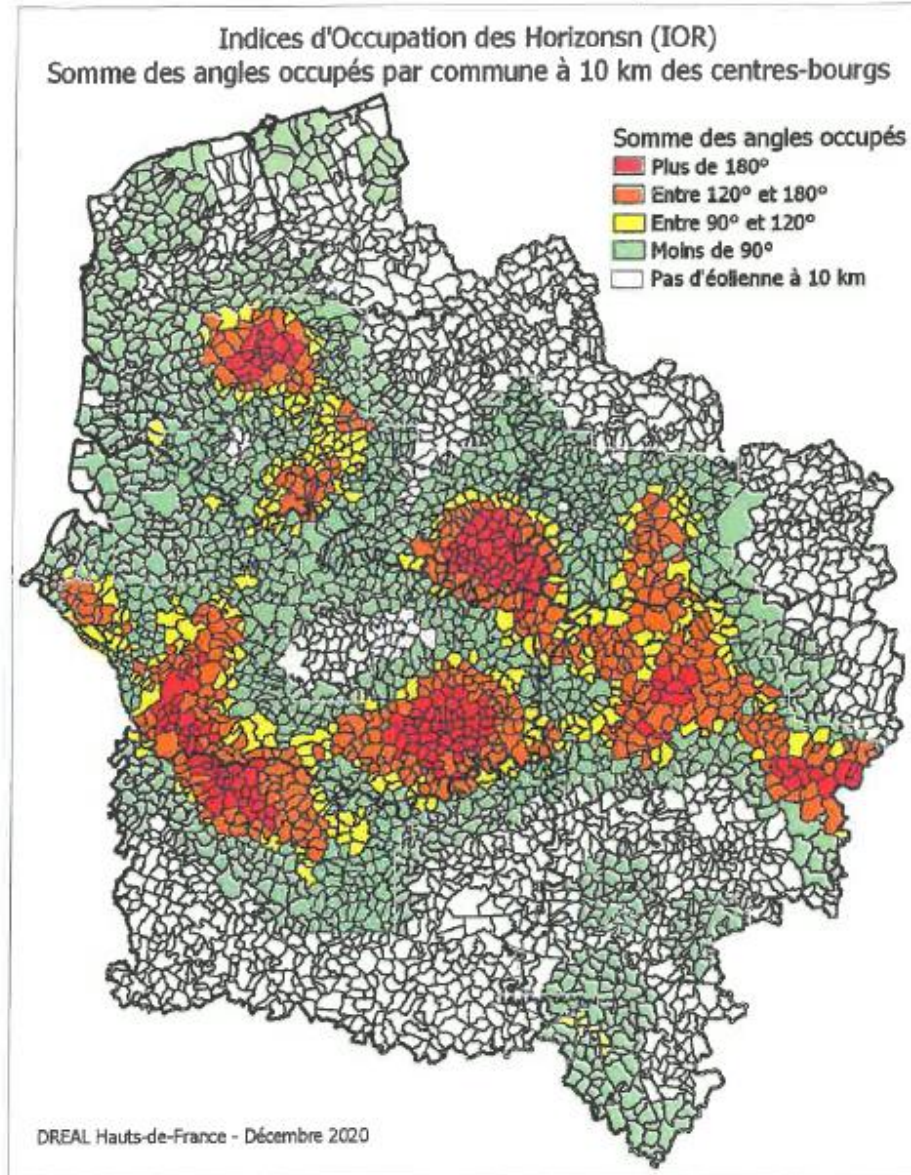 Indices d'Occupation des Horizonsn (IOR)
Somme des angles occupés par commune à 10 km des centres-bourgs
Somme des angles occupés
Plus de 180°
Entre 120° et 180°
Entre 90° et 120°
Moins de 90°
Pas d'éolienne à 10 km
DREAL Hauts-de-France - Décembre 2020